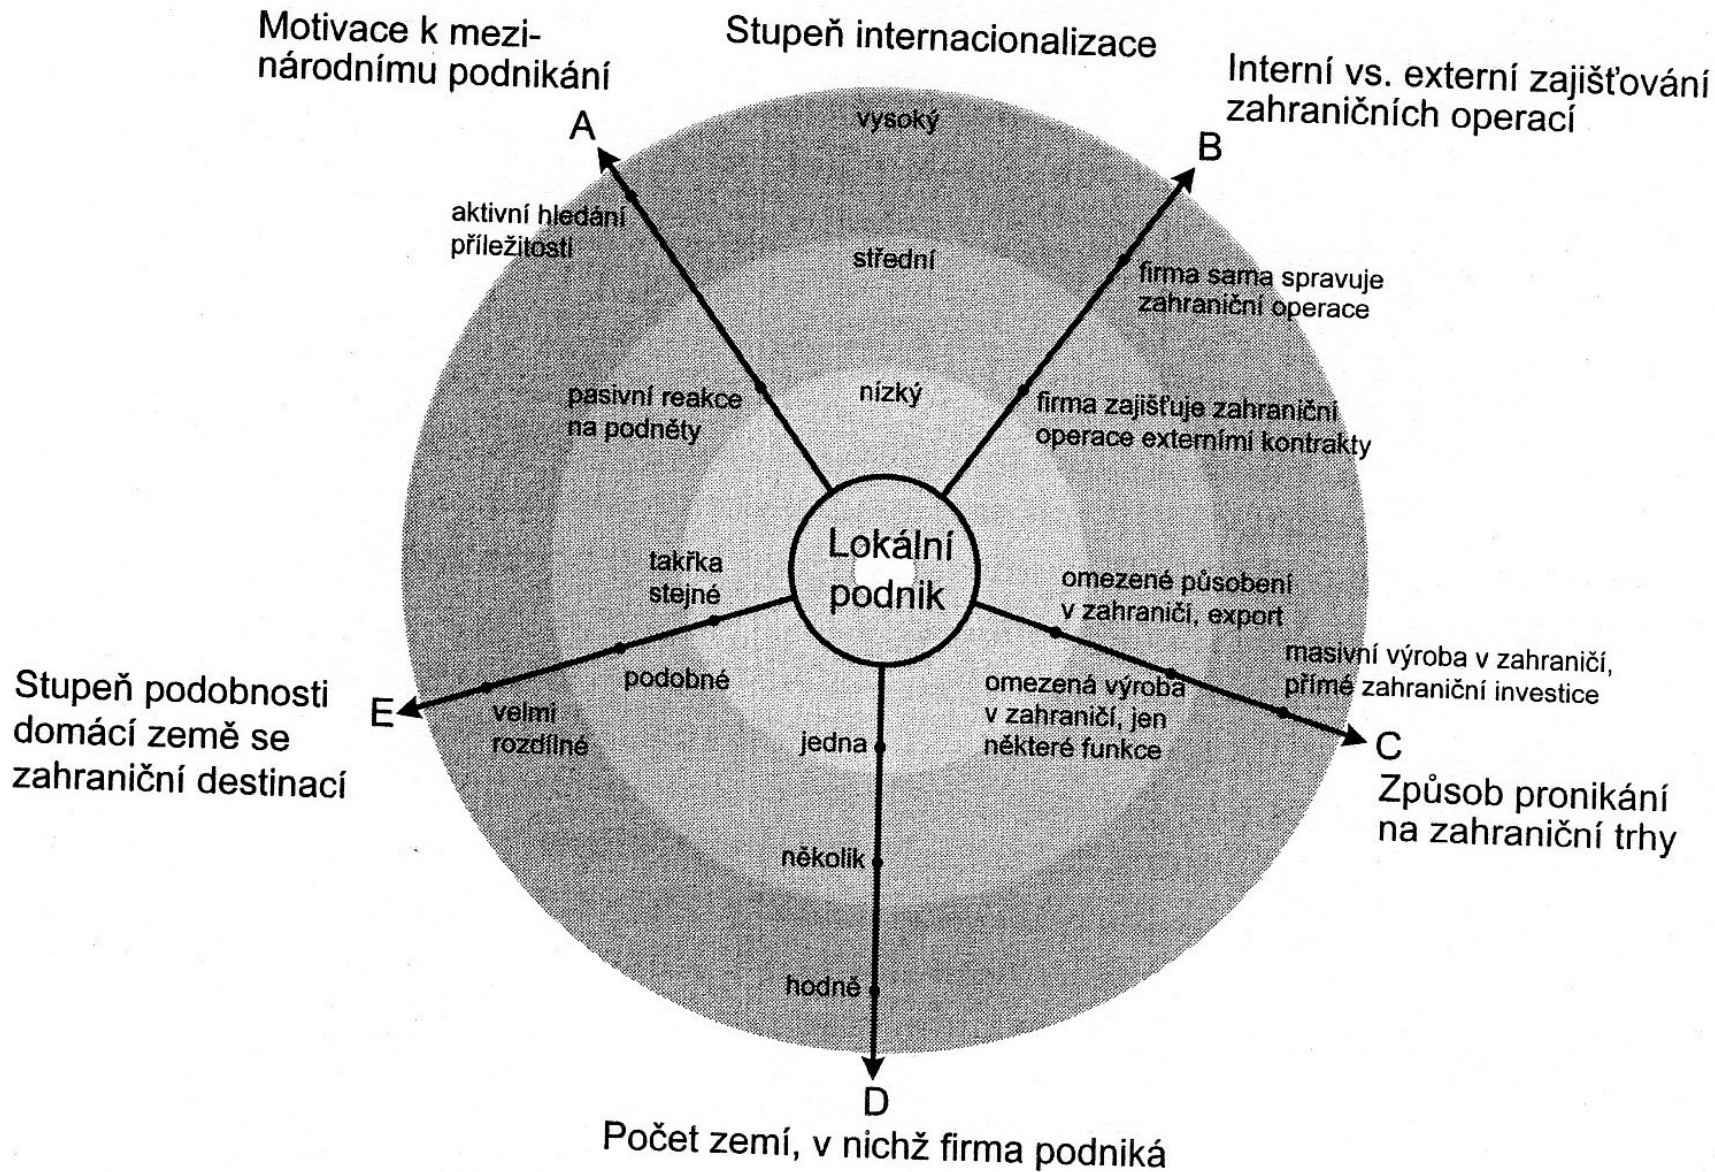 Motivace k mezi-
národnímu podnikání
A
Stupeň internacionalizace
Interní vs. externí zajišťování
zahraničních operací
B
vysoký
střední
nízký
aktivní hledání
příležitostí
pasivní reakce
na podněty
firma sama spravuje
zahraniční operace
firma zajišťuje zahraniční
operace externími kontrakty
Lokální
podnik
takřka
stejné
podobné
velmi
rozdílné
E
Stupeň podobnosti
domácí země se
zahraniční destinací
omezené působení
v zahraničí, export
omezená výroba
v zahraničí, jen
některé funkce
masivní výroba v zahraničí,
přímé zahraniční investice
C
Způsob pronikání
na zahraniční trhy
jedna
několik
hodně
D
Počet zemí, v nichž firma podniká